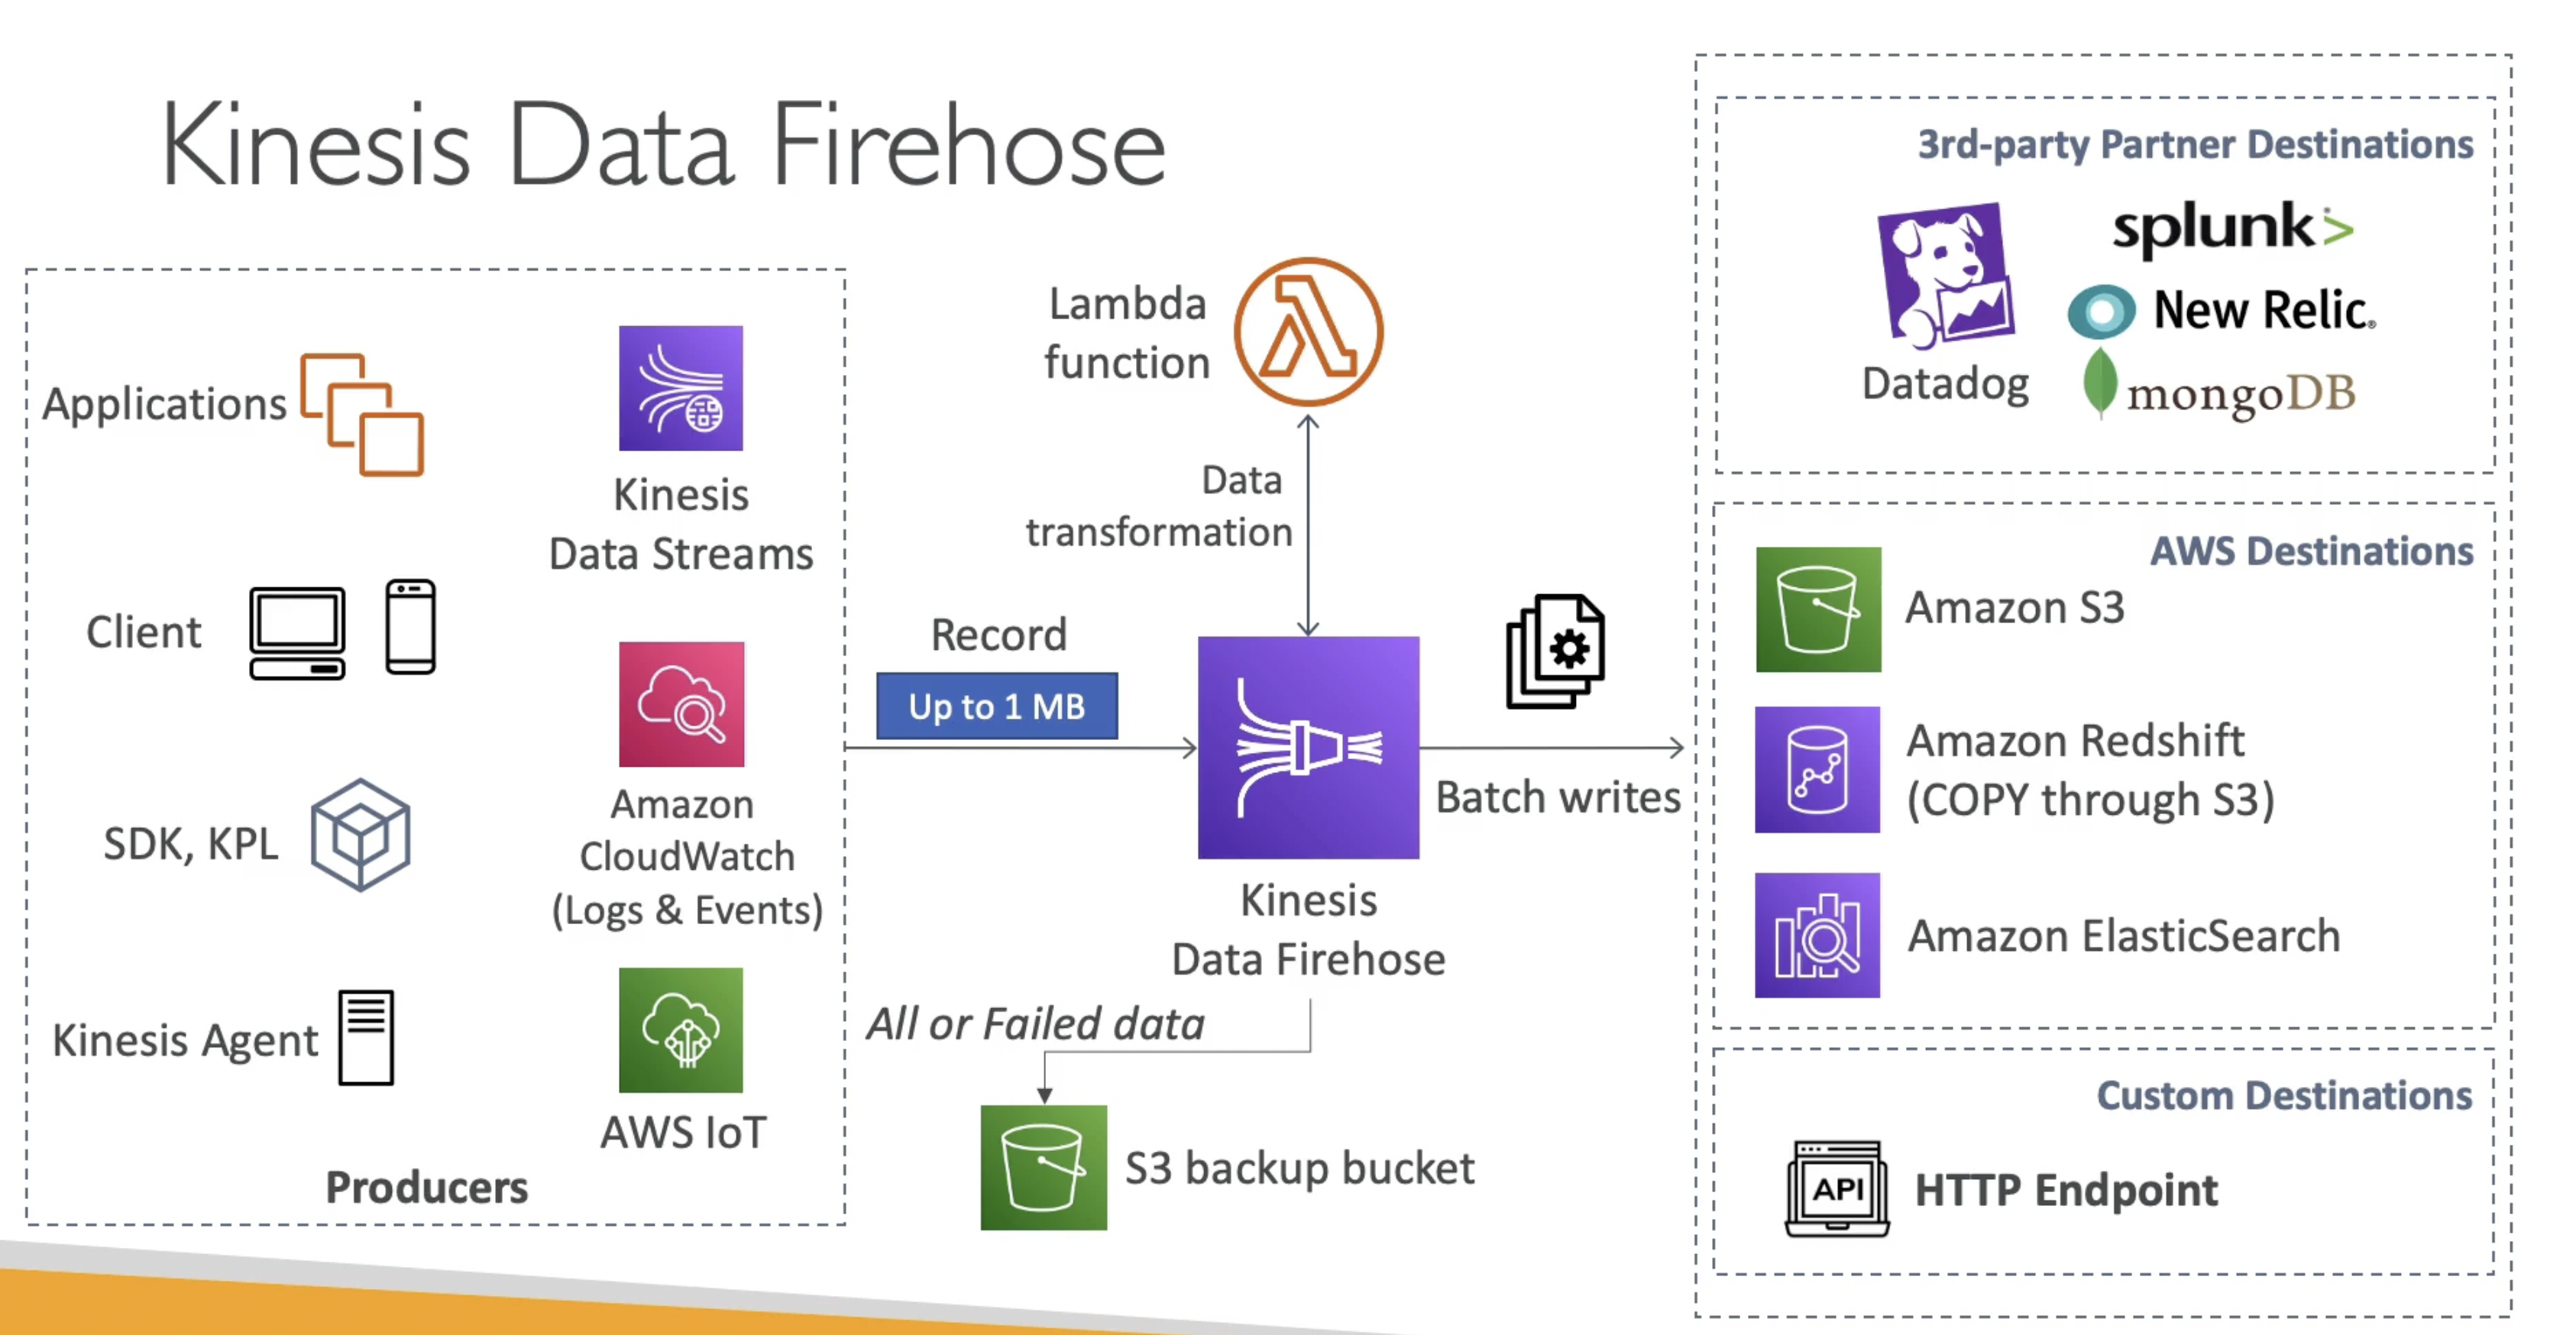 Kinesis Data Firehose
Applications
Kinesis
Data Streams
Client
Amazon
CloudWatch
(Logs & Events)
SDK, KPL
Kinesis Agent
AWS IoT
Producers
Lambda
function
Data
transformation
Record
Up to 1 MB
Kinesis
Data Firehose
Batch writes
All or Failed data
S3 backup bucket
3rd-party Partner Destinations
splunk>
New Relic®
Datadog
mongoDB
AWS Destinations
Amazon S3
Amazon Redshift
(COPY through S3)
Amazon ElasticSearch
Custom Destinations
API
HTTP Endpoint